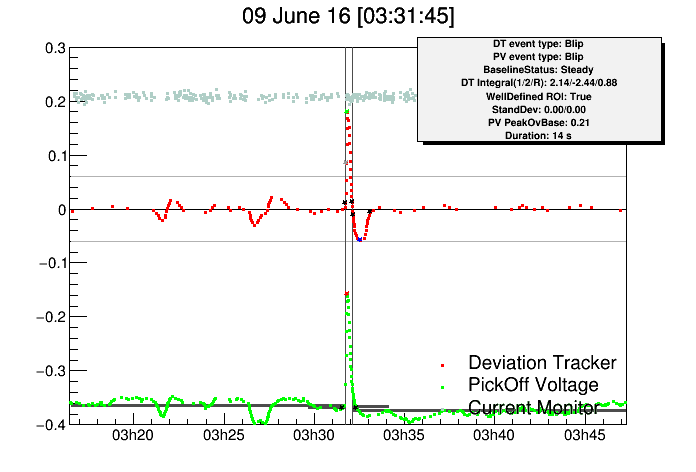 09 June 16 [03:31:45]
DT event type: Blip
PV event type: Blip
BaselineStatus: Steady
DT Integral(1/2/R): 2.14/-2.44/0.88
WellDefined ROI: True
StandDev: 0.00/0.00
PV PeakOvBase: 0.21
Duration: 14 s
0.3
0.2
0.1
0
−0.1
−0.2
−0.3
−0.4
Deviation Tracker
PickOff Voltage
Current Monitor
03h20 03h25 03h30 03h35 03h40 03h45